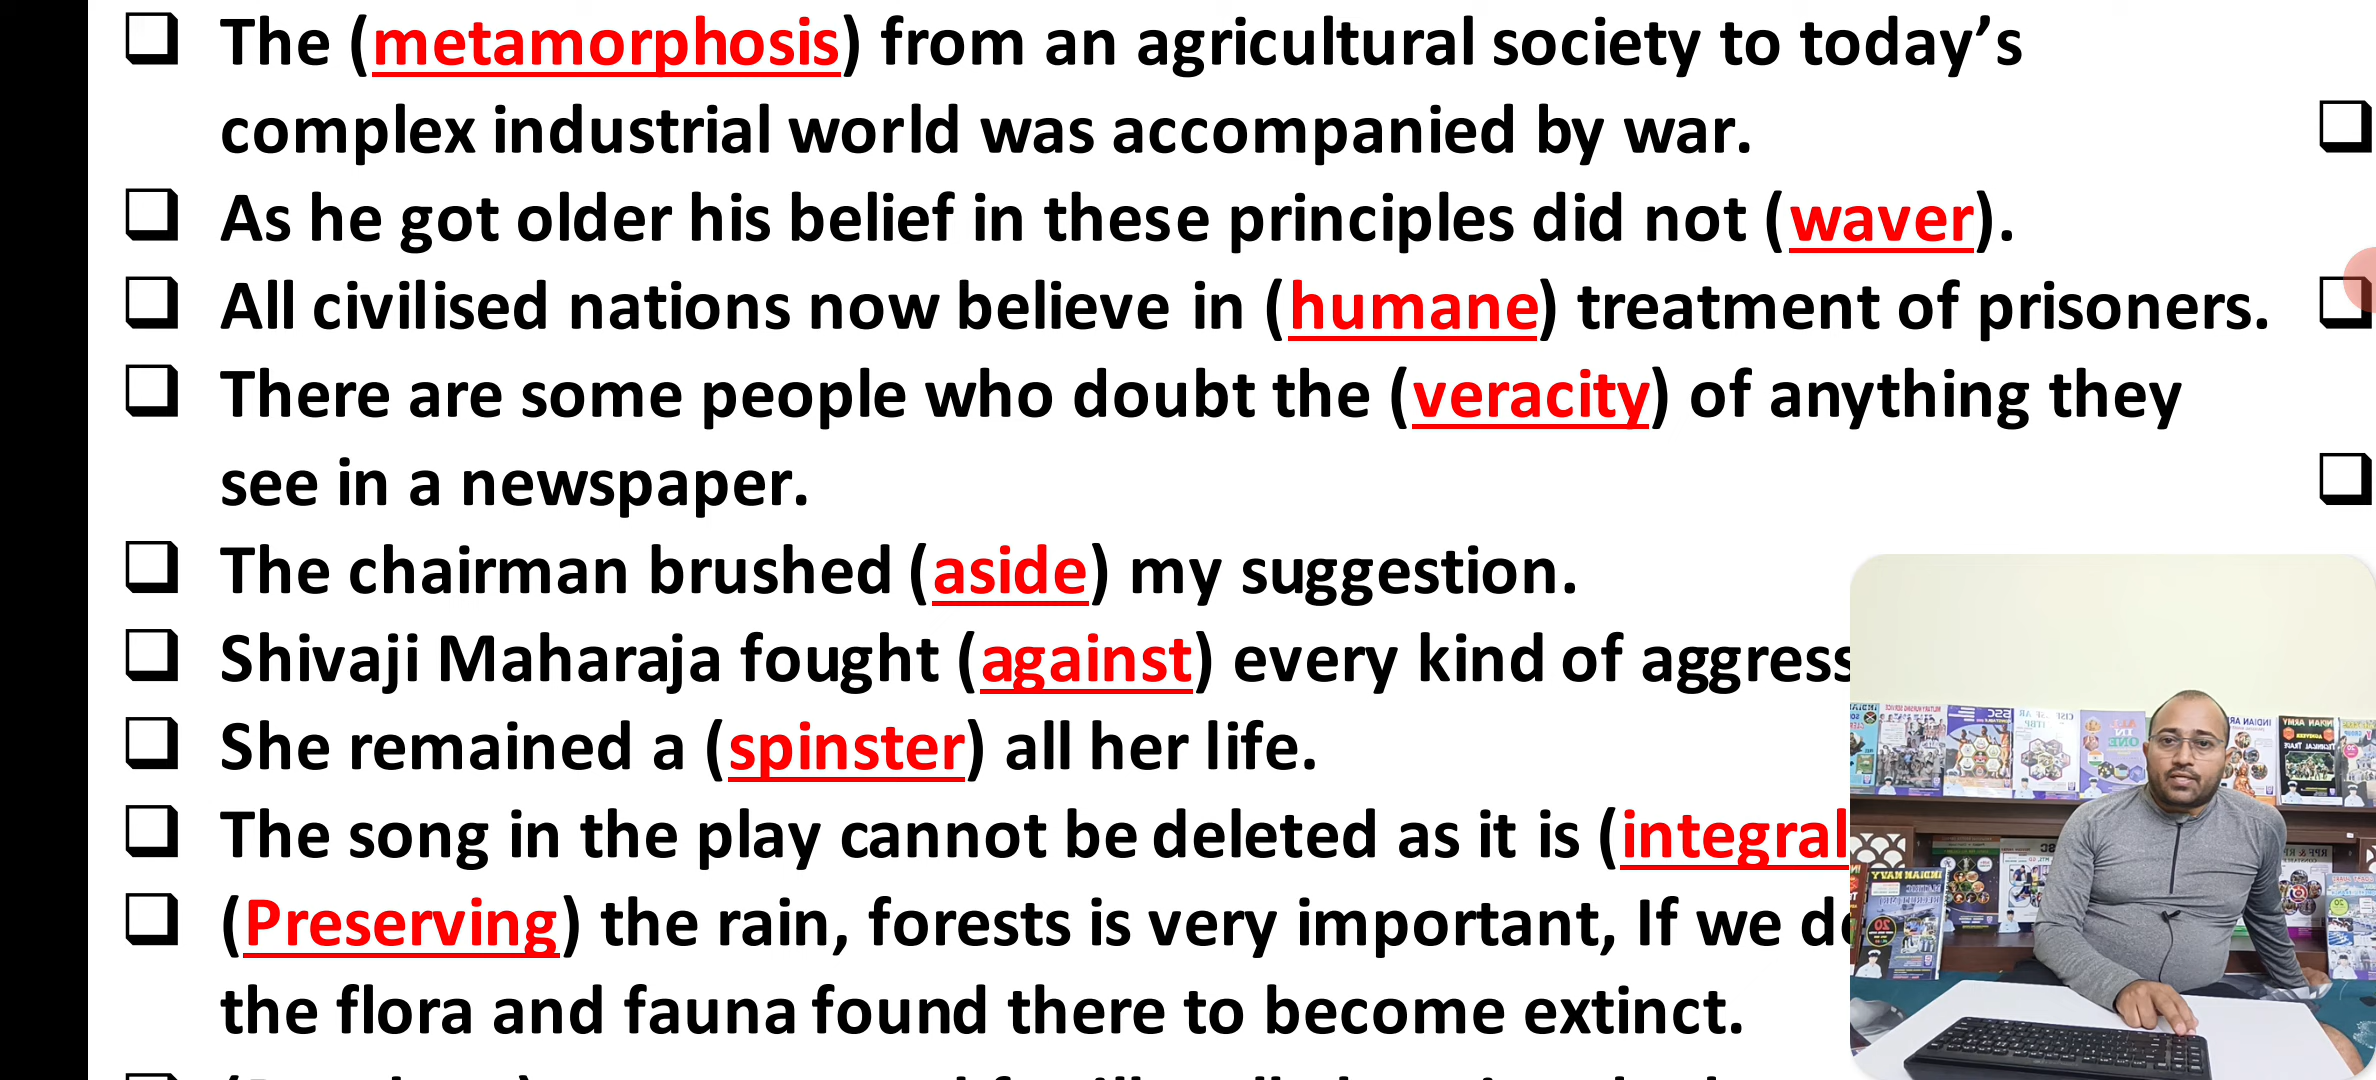 The (metamorphosis) from an agricultural society to today’s
complex industrial world was accompanied by war.
As he got older his belief in these principles did not (waver).
All civilised nations now believe in (humane) treatment of prisoners.
There are some people who doubt the (veracity) of anything they
see in a newspaper.
The chairman brushed (aside) my suggestion.
Shivaji Maharaja fought (against) every kind of
She remained a (spinster) all her life.
The song in the play cannot be deleted as it is (integral
(Preserving) the rain, forests is very important, If we
the flora and fauna found there to become extinct.